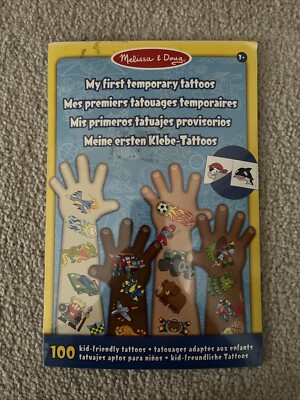 Melissa & Doug
3+
My first temporary tattoos
Mes premiers tatouages temporaires
Mis primeros tatuajes provisorios
Meine ersten Klebe-Tattoos
100 kid-friendly tattoos • tatouages adaptés aux enfants
tatuajes aptos para niños • kid-freundliche Tattoos